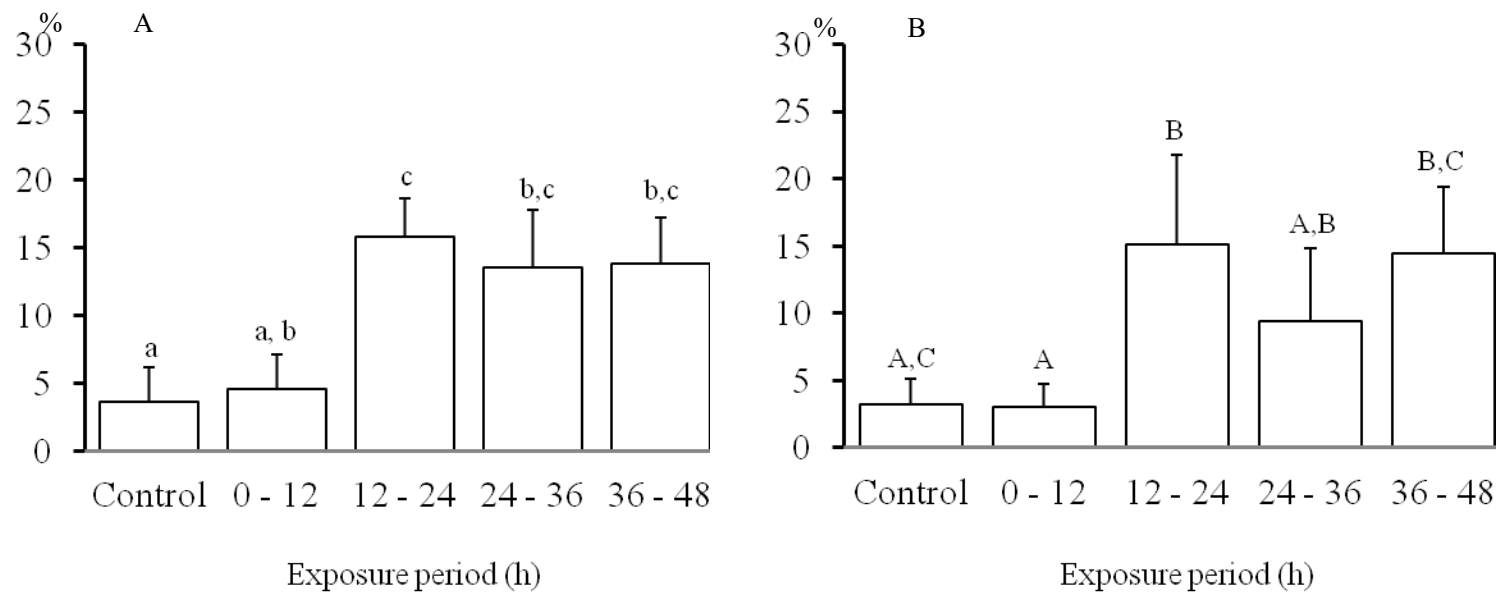 % A
30
25
20
15
10
5
0
a
a, b
c
b,c
b,c
Control 0 - 12 12 - 24 24 - 36 36 - 48
Exposure period (h)
% B
30
25
20
15
10
5
0
A,C
A
B
A,B
B,C
Control 0 - 12 12 - 24 24 - 36 36 - 48
Exposure period (h)